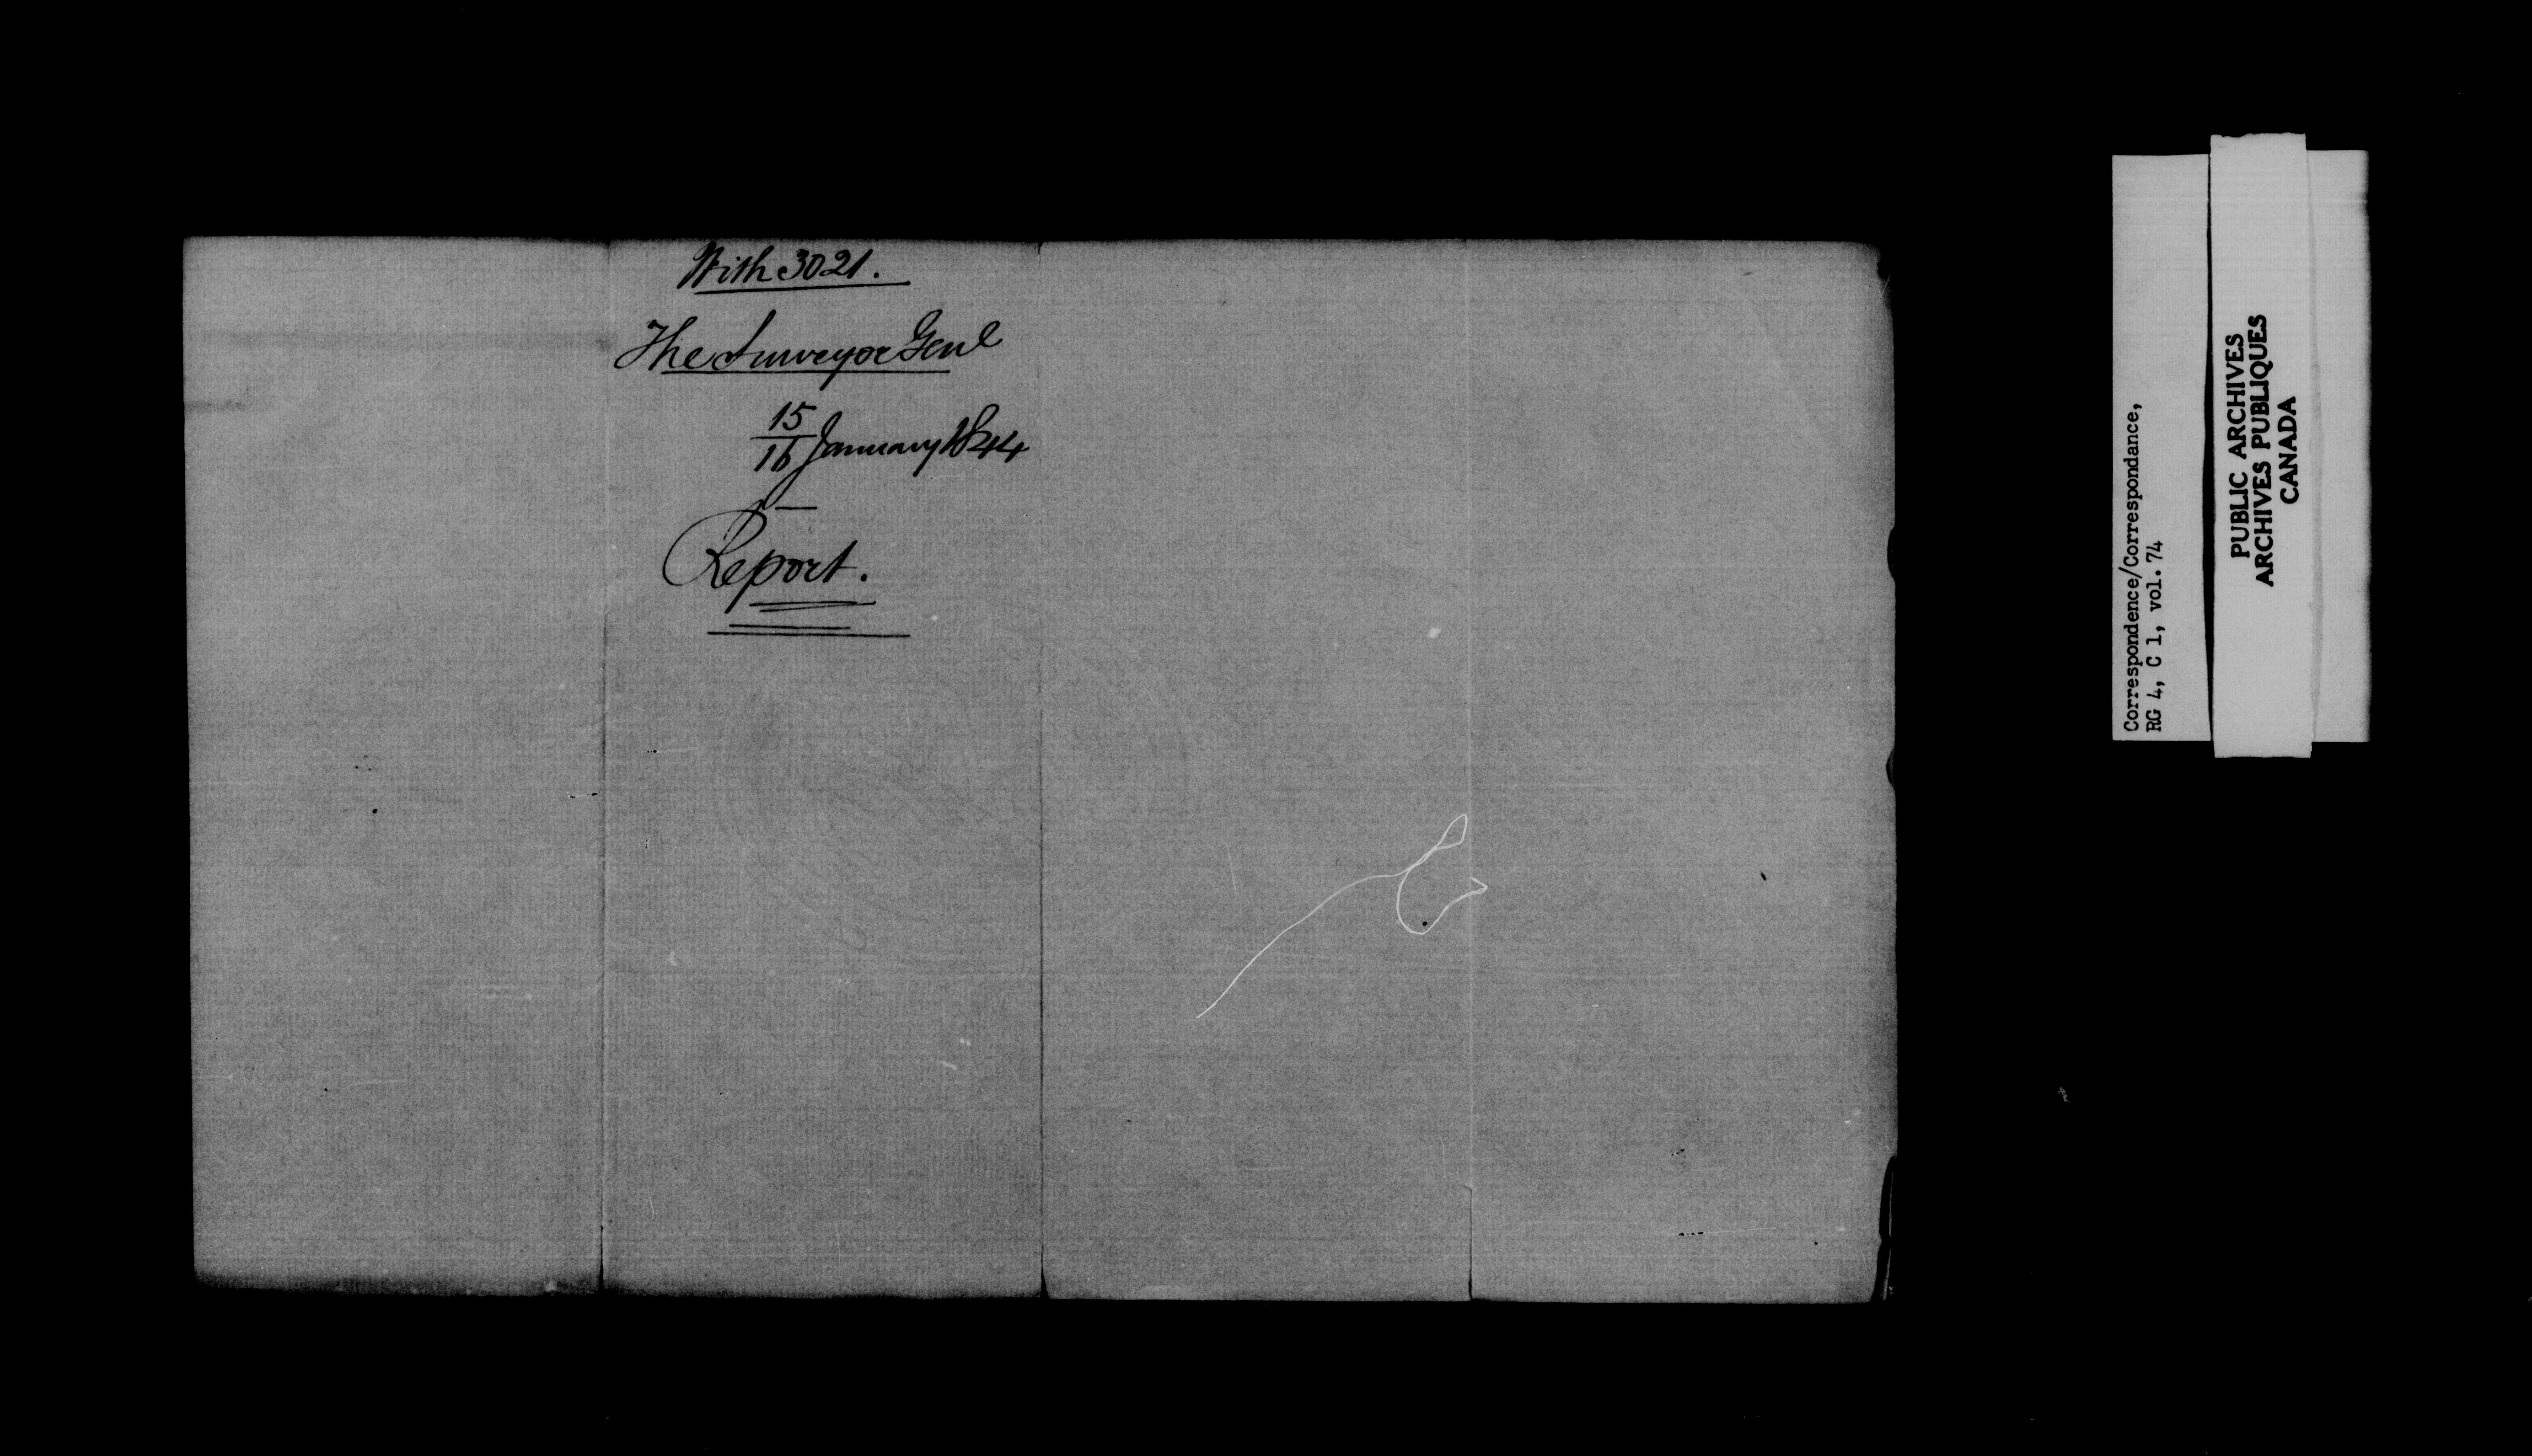 With 3021.
The Surveyor Genl
15
16 January 1844
Report.
Correspondence/Correspondance,
RG 4, C 1, vol. 74
PUBLIC ARCHIVES
ARCHIVES PUBLIQUES
CANADA